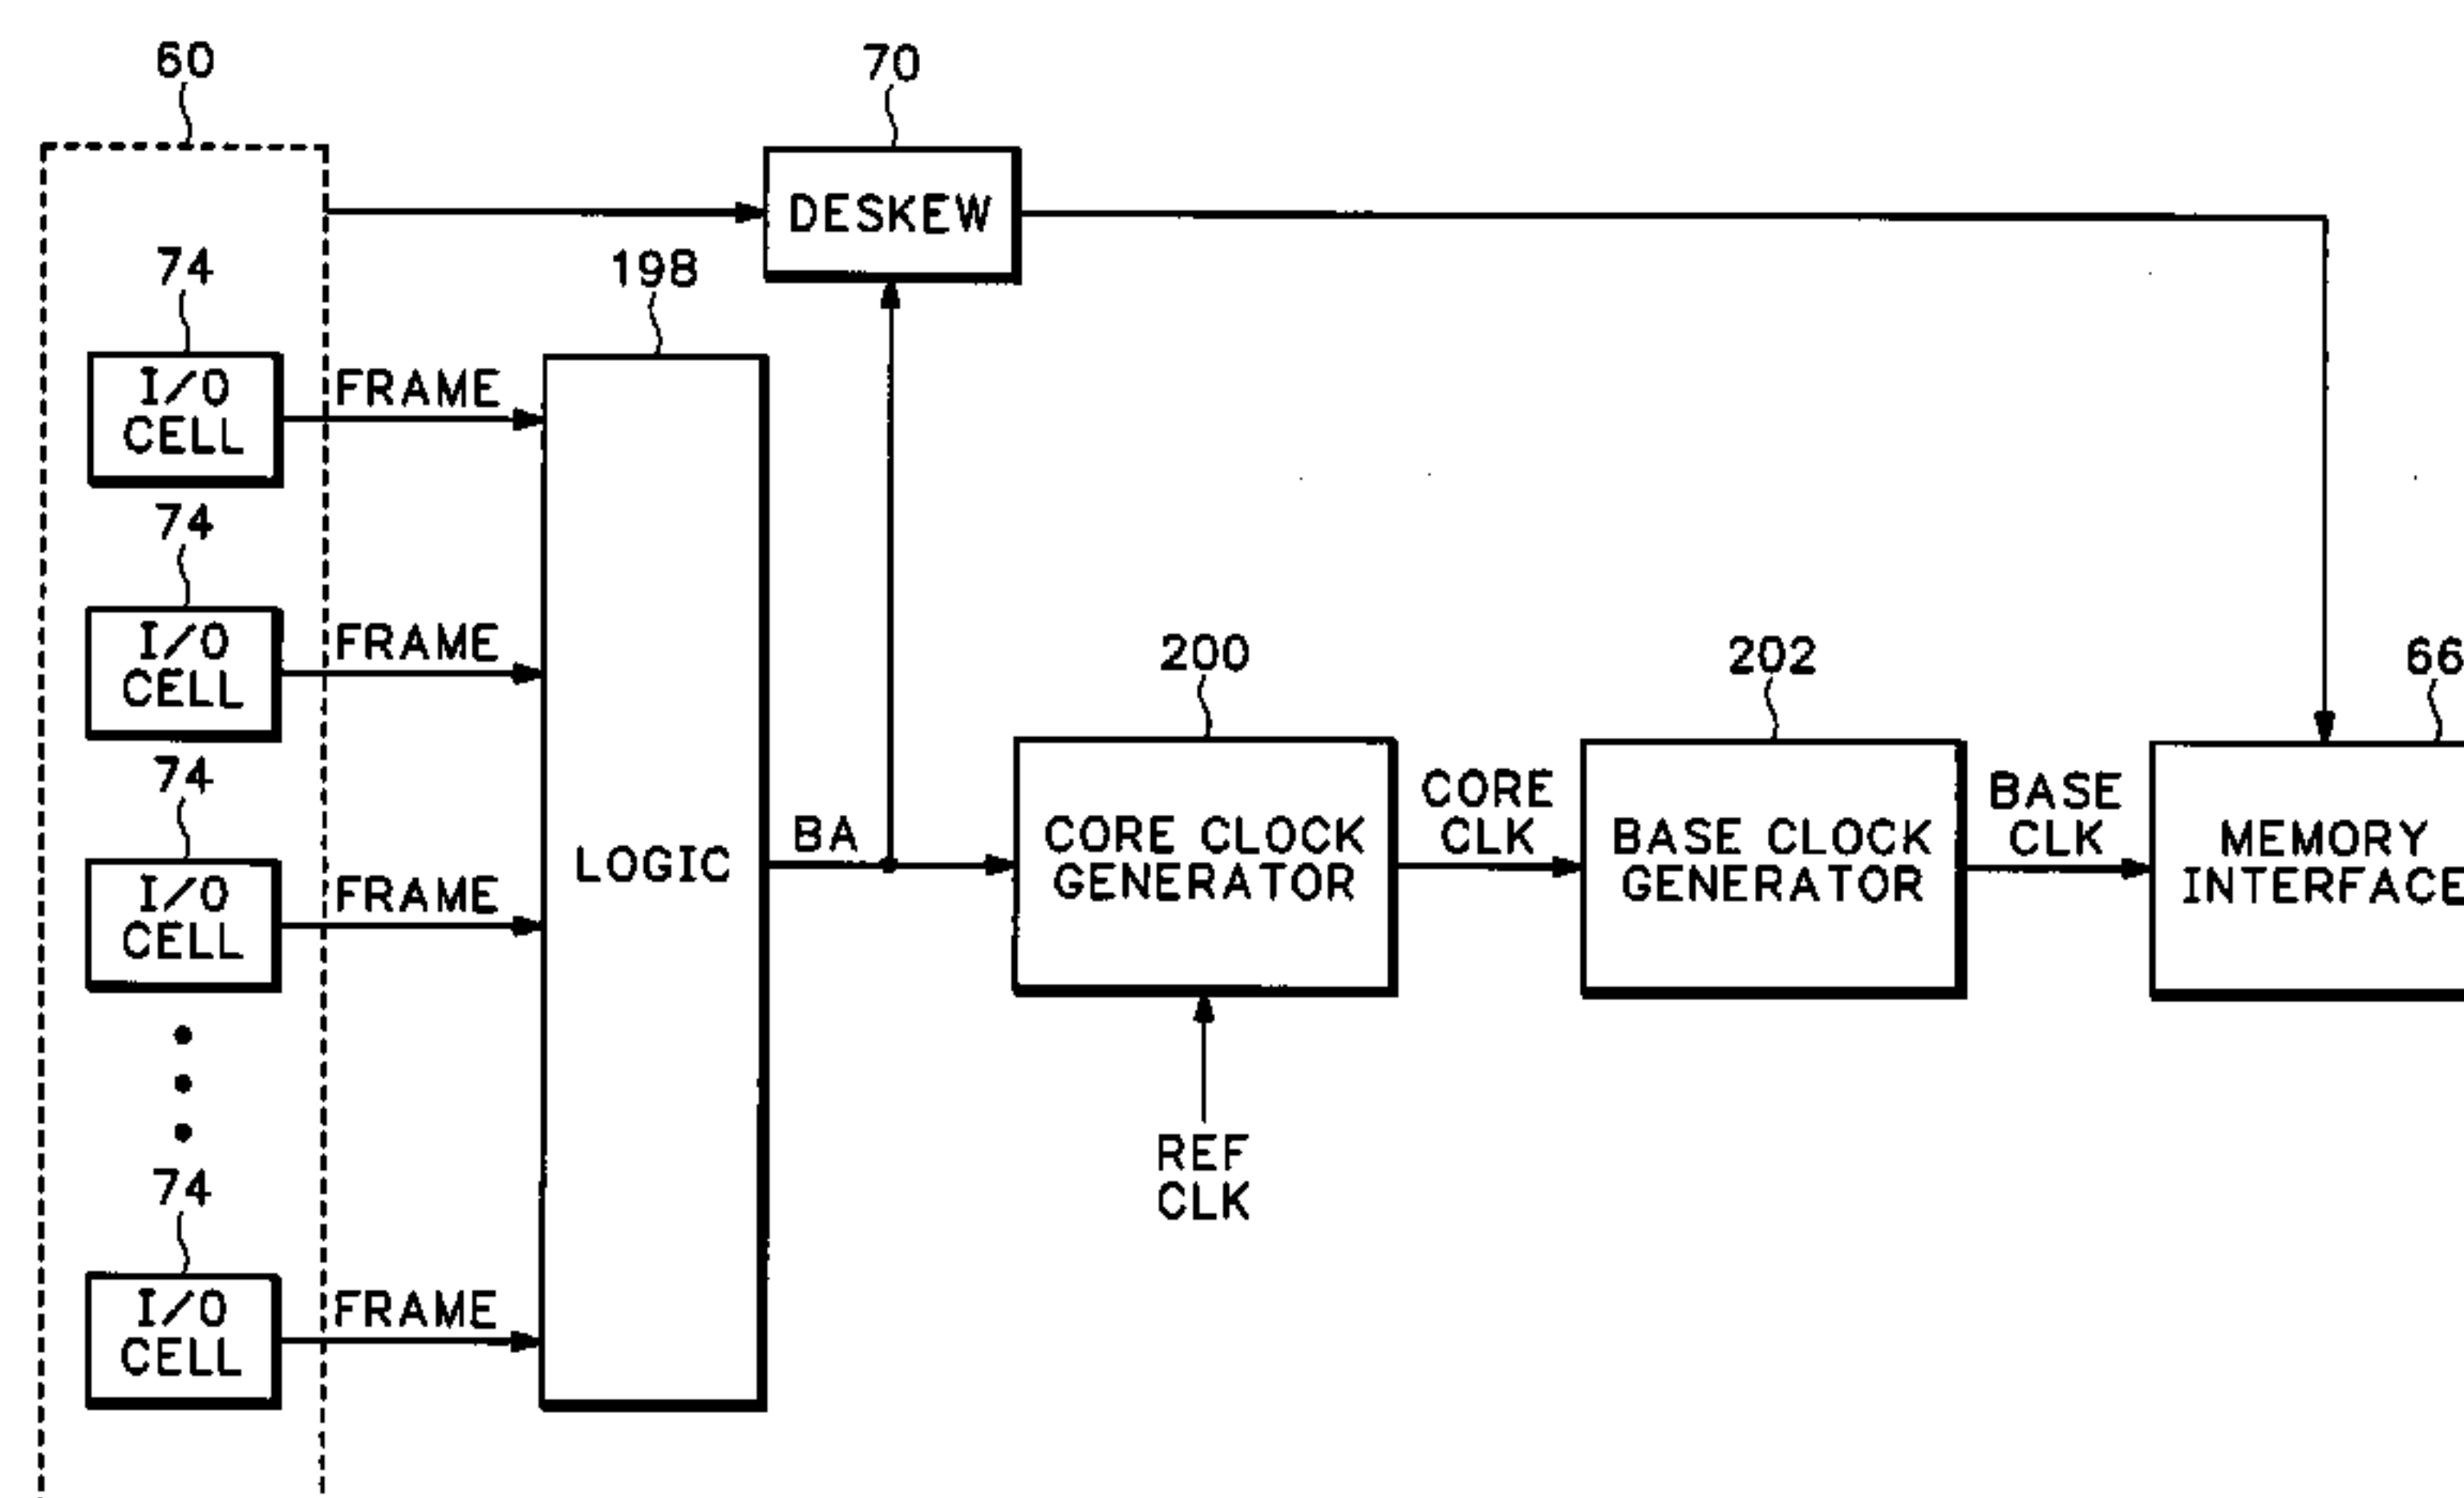 60
70
DESKEW
74
198
I/O
CELL
FRAME
74
I/O
CELL
FRAME
200
202
66
74
I/O
CELL
FRAME
LOGIC
BA
CORE CLOCK
GENERATOR
CORE
CLK
BASE CLOCK
GENERATOR
BASE
CLK
MEMORY
INTERFACE
REF
CLK
74
I/O
CELL
FRAME